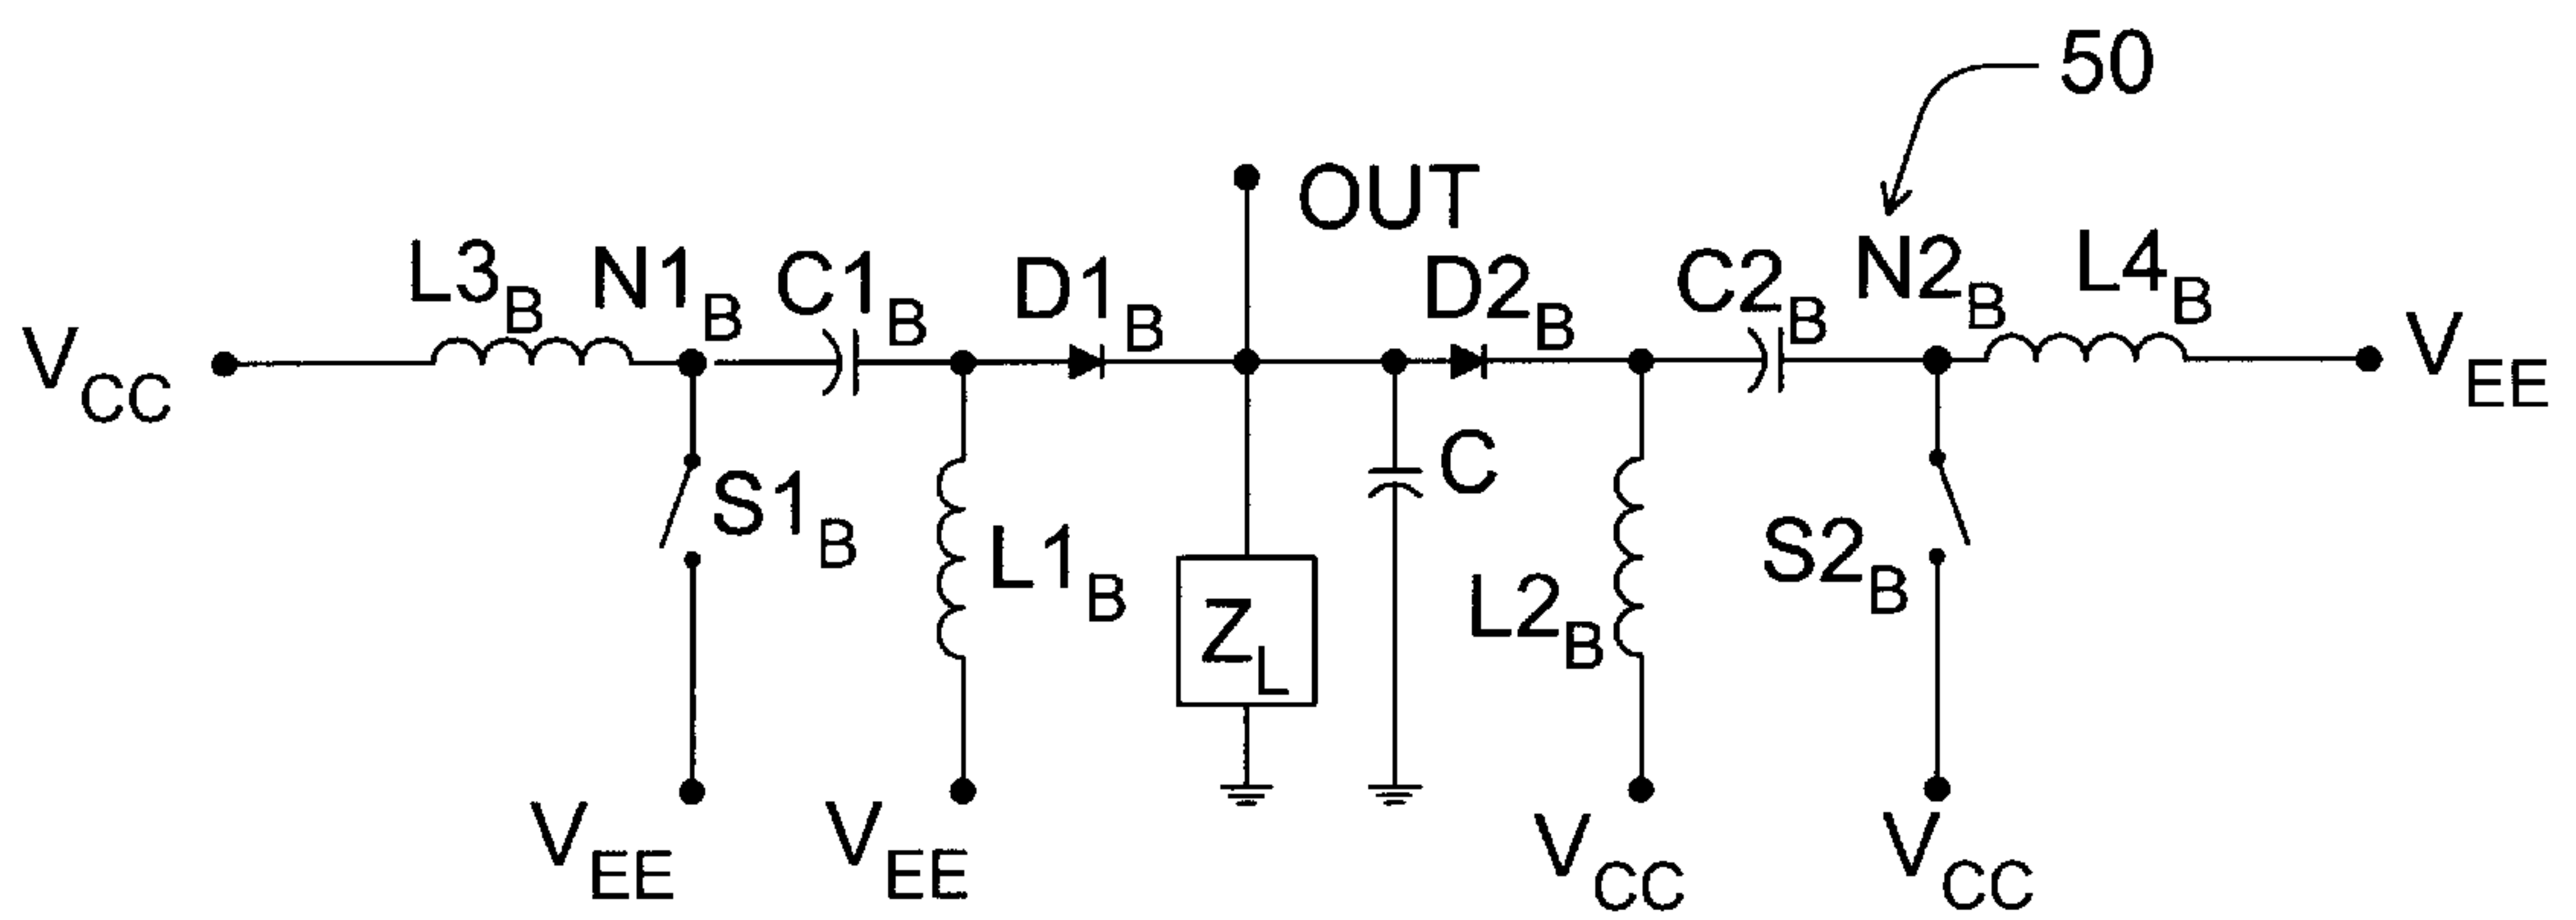 50
OUT
L3B
N1B
C1B
D1B
D2B
C2B
N2B
L4B
VCC
VEE
S1B
L1B
ZL
C
L2B
S2B
VEE
VEE
VCC
VCC